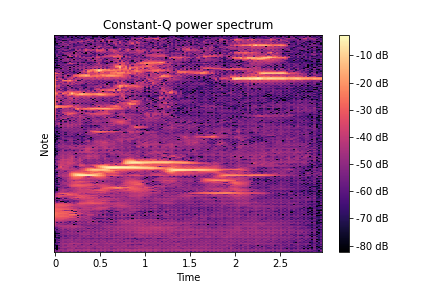 Constant-Q power spectrum
Note
-10 dB
-20 dB
-30 dB
-40 dB
-50 dB
-60 dB
-70 dB
-80 dB
0 0.5 1 1.5 2 2.5
Time